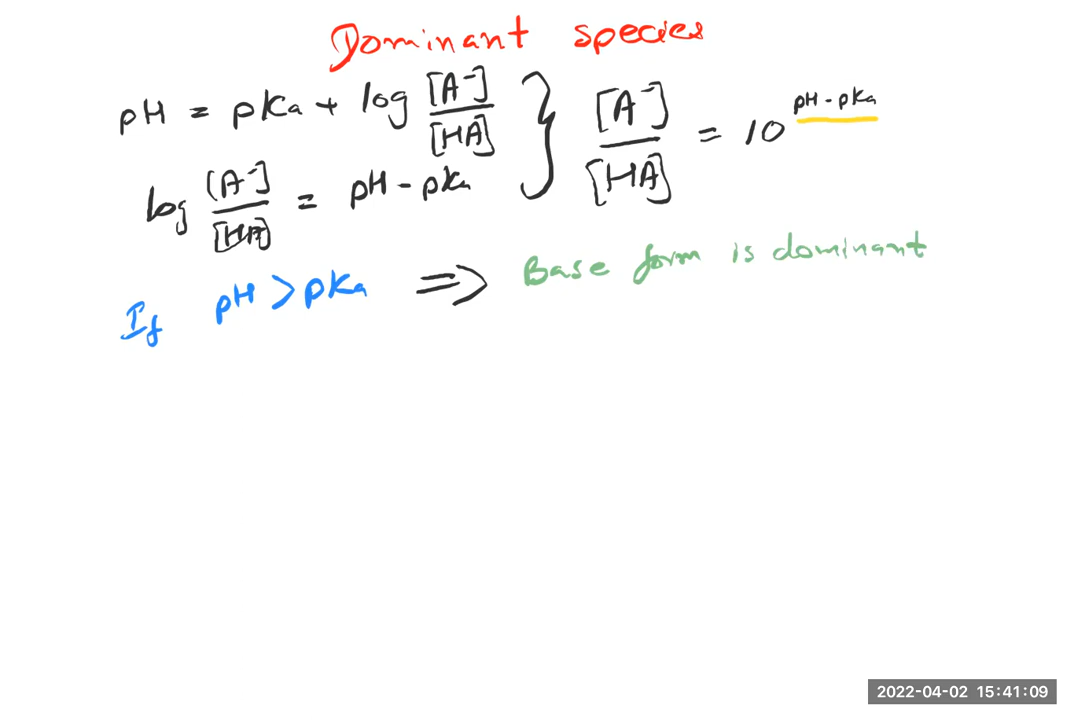 Dominant species
pH = pKa + log [A⁻]/[HA] } [A⁻]/[HA] = 10^(pH - pKa)
log [A⁻]/[HA] = pH - pKa
If pH > pKa ⇒ Base form is dominant
2022-04-02 15:41:09